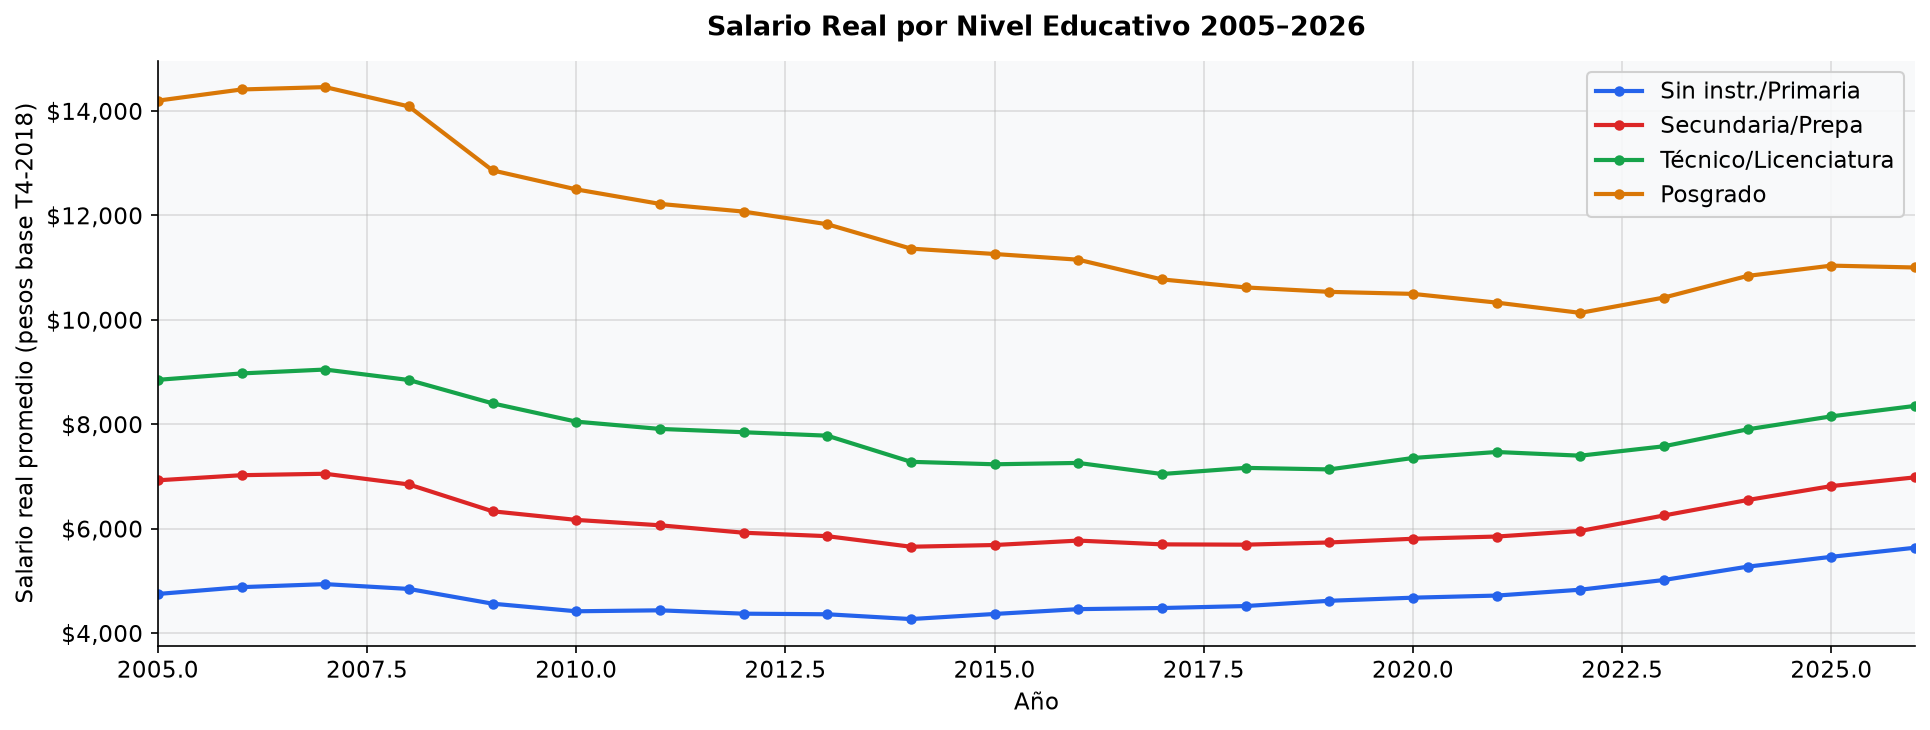 Salario Real por Nivel Educativo 2005–2026
Salario real promedio (pesos base T4-2018)
$14,000
$12,000
$10,000
$8,000
$6,000
$4,000
Sin instr./Primaria
Secundaria/Prepa
Técnico/Licenciatura
Posgrado
2005.0 2007.5 2010.0 2012.5 2015.0 2017.5 2020.0 2022.5 2025.0
Año